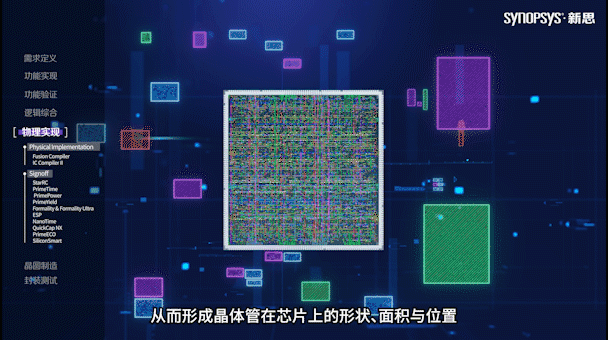 SYNOPSYS® 新思
需求定义
功能实现
功能验证
逻辑综合
[ 物理实现 ]
Physical Implementation
Fusion Compiler
IC Compiler II
Signoff
StarRC
PrimeTime
PrimePower
PrimeYield
Formality & Formality Ultra
ESP
NanoTime
QuickCap NX
PrimeECO
SiliconSmart
晶圆制造
封装测试
从而形成晶体管在芯片上的形状、面积与位置